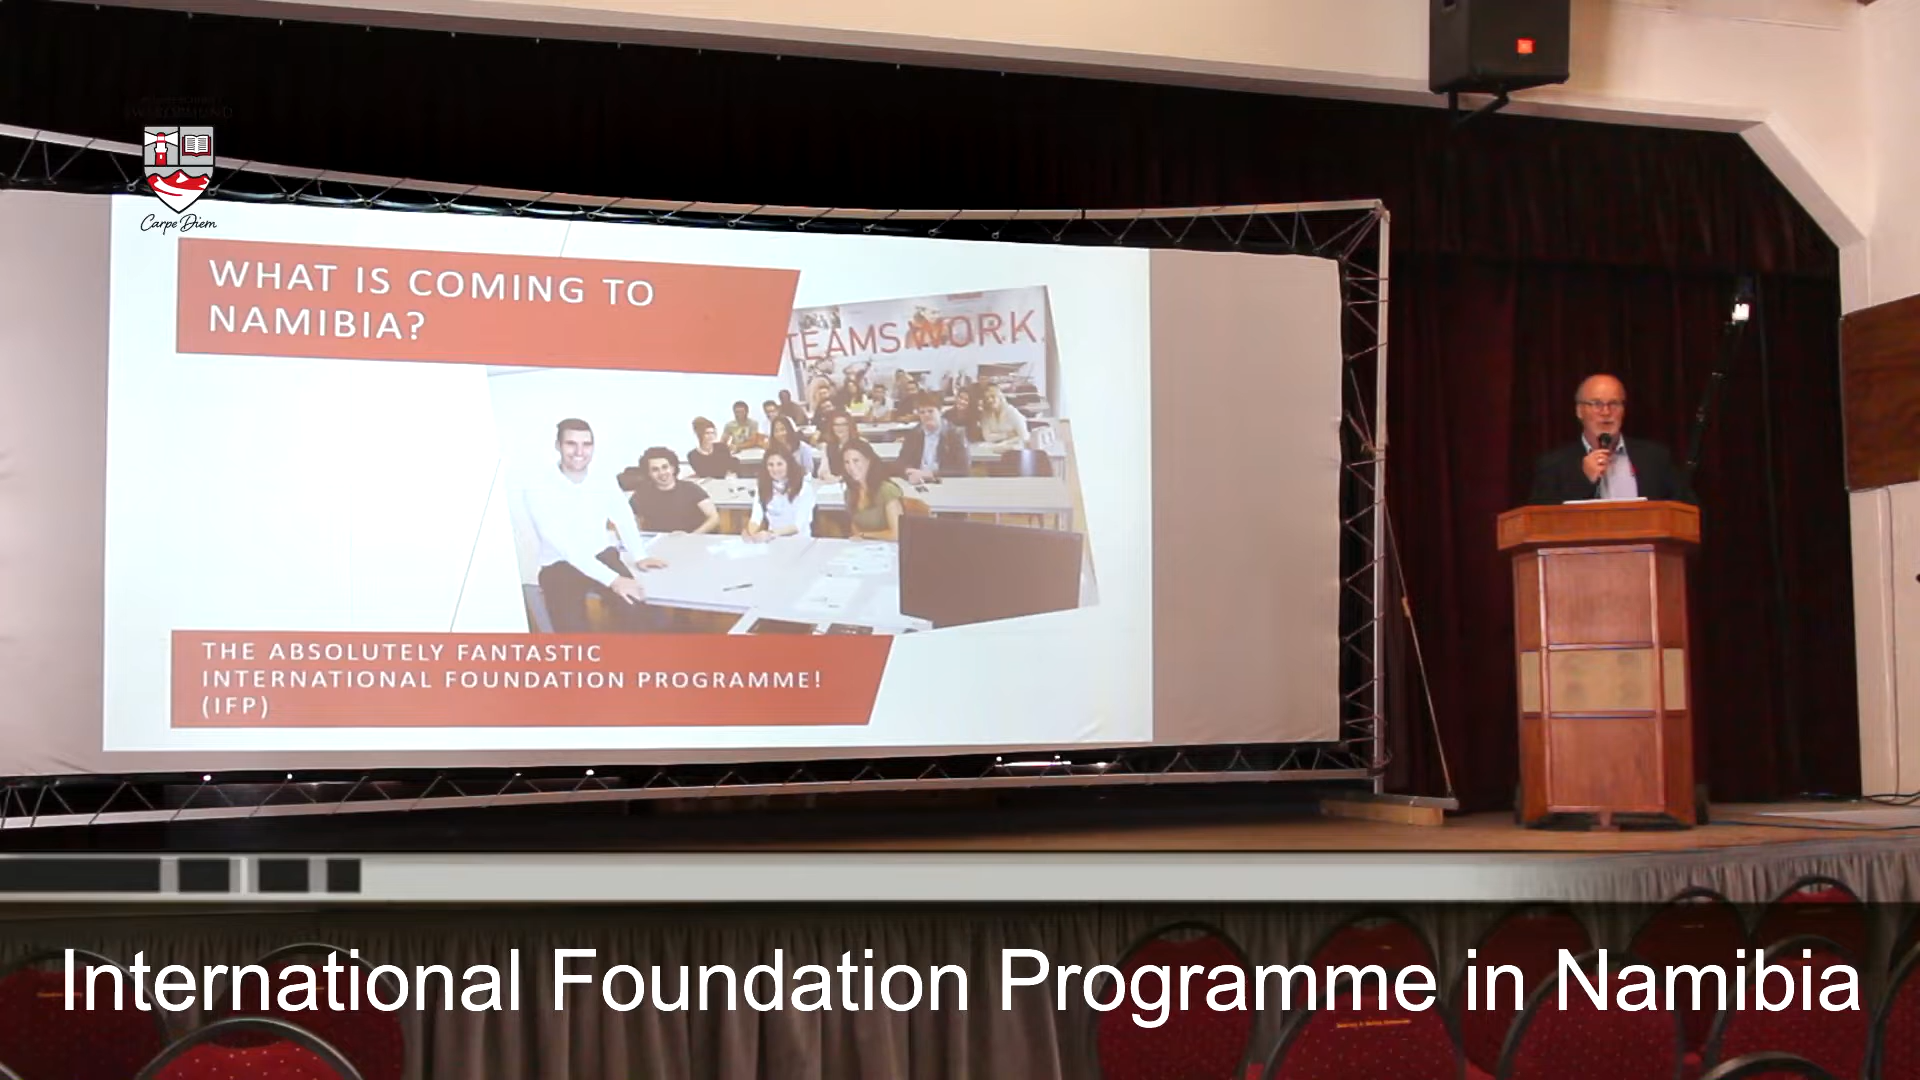 Carpe Diem
WHAT IS COMING TO
NAMIBIA?
TEAMSWORK
THE ABSOLUTELY FANTASTIC
INTERNATIONAL FOUNDATION PROGRAMME!
(IFP)
International Foundation Programme in Namibia